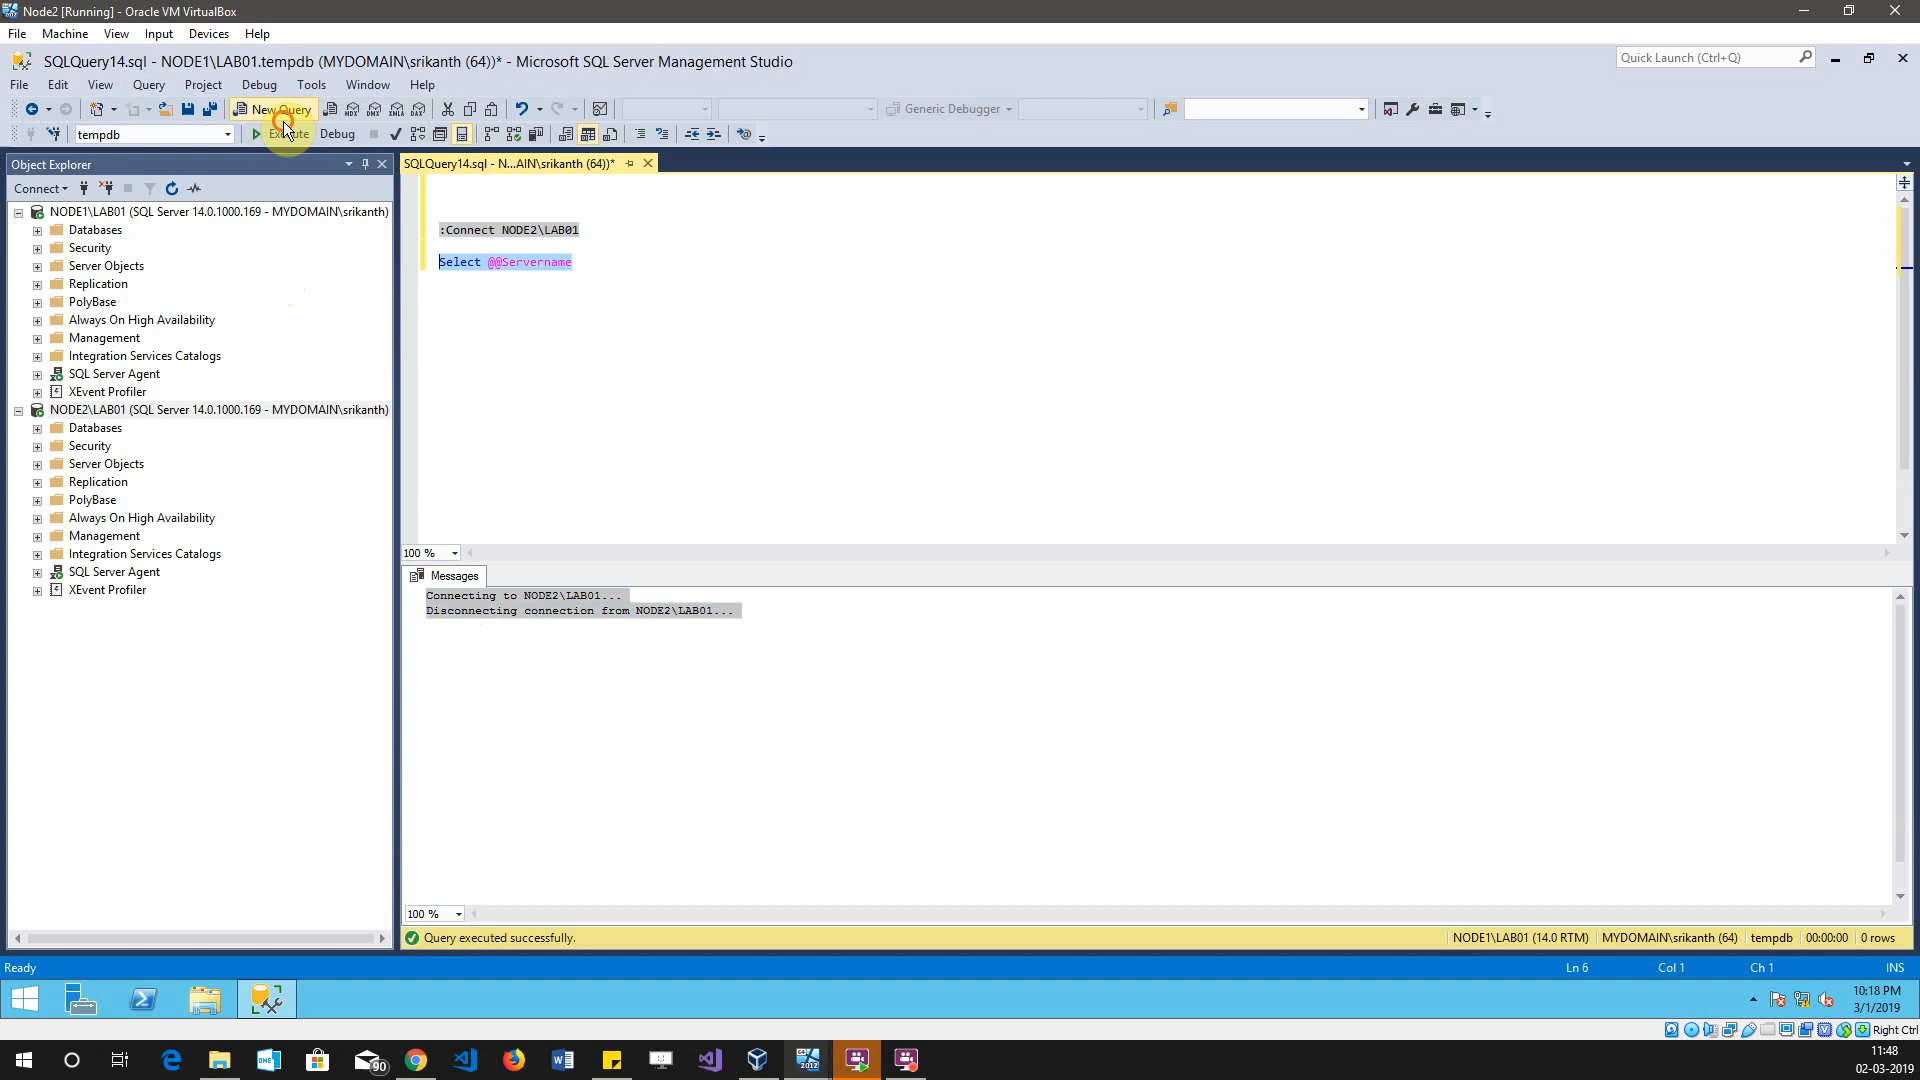 Node2 [Running] - Oracle VM VirtualBox
File Machine View Input Devices Help
SQLQuery14.sql - NODE1\LAB01.tempdb (MYDOMAIN\srikanth (64))* - Microsoft SQL Server Management Studio
Quick Launch (Ctrl+Q)
File Edit View Query Project Debug Tools Window Help
New Query
Generic Debugger
tempdb
Execute Debug
Object Explorer
SQLQuery14.sql - N...AIN\srikanth (64))*
Connect
NODE1\LAB01 (SQL Server 14.0.1000.169 - MYDOMAIN\srikanth)
Databases
Security
Server Objects
Replication
PolyBase
Always On High Availability
Management
Integration Services Catalogs
SQL Server Agent
XEvent Profiler
NODE2\LAB01 (SQL Server 14.0.1000.169 - MYDOMAIN\srikanth)
Databases
Security
Server Objects
Replication
PolyBase
Always On High Availability
Management
Integration Services Catalogs
SQL Server Agent
XEvent Profiler
:Connect NODE2\LAB01
Select @@Servername
100 %
Messages
Connecting to NODE2\LAB01...
Disconnecting connection from NODE2\LAB01...
100 %
Query executed successfully.
NODE1\LAB01 (14.0 RTM) MYDOMAIN\srikanth (64) tempdb 00:00:00 0 rows
Ready
Ln 6 Col 1 Ch 1 INS
10:18 PM
3/1/2019
Right Ctrl
90
11:48
02-03-2019